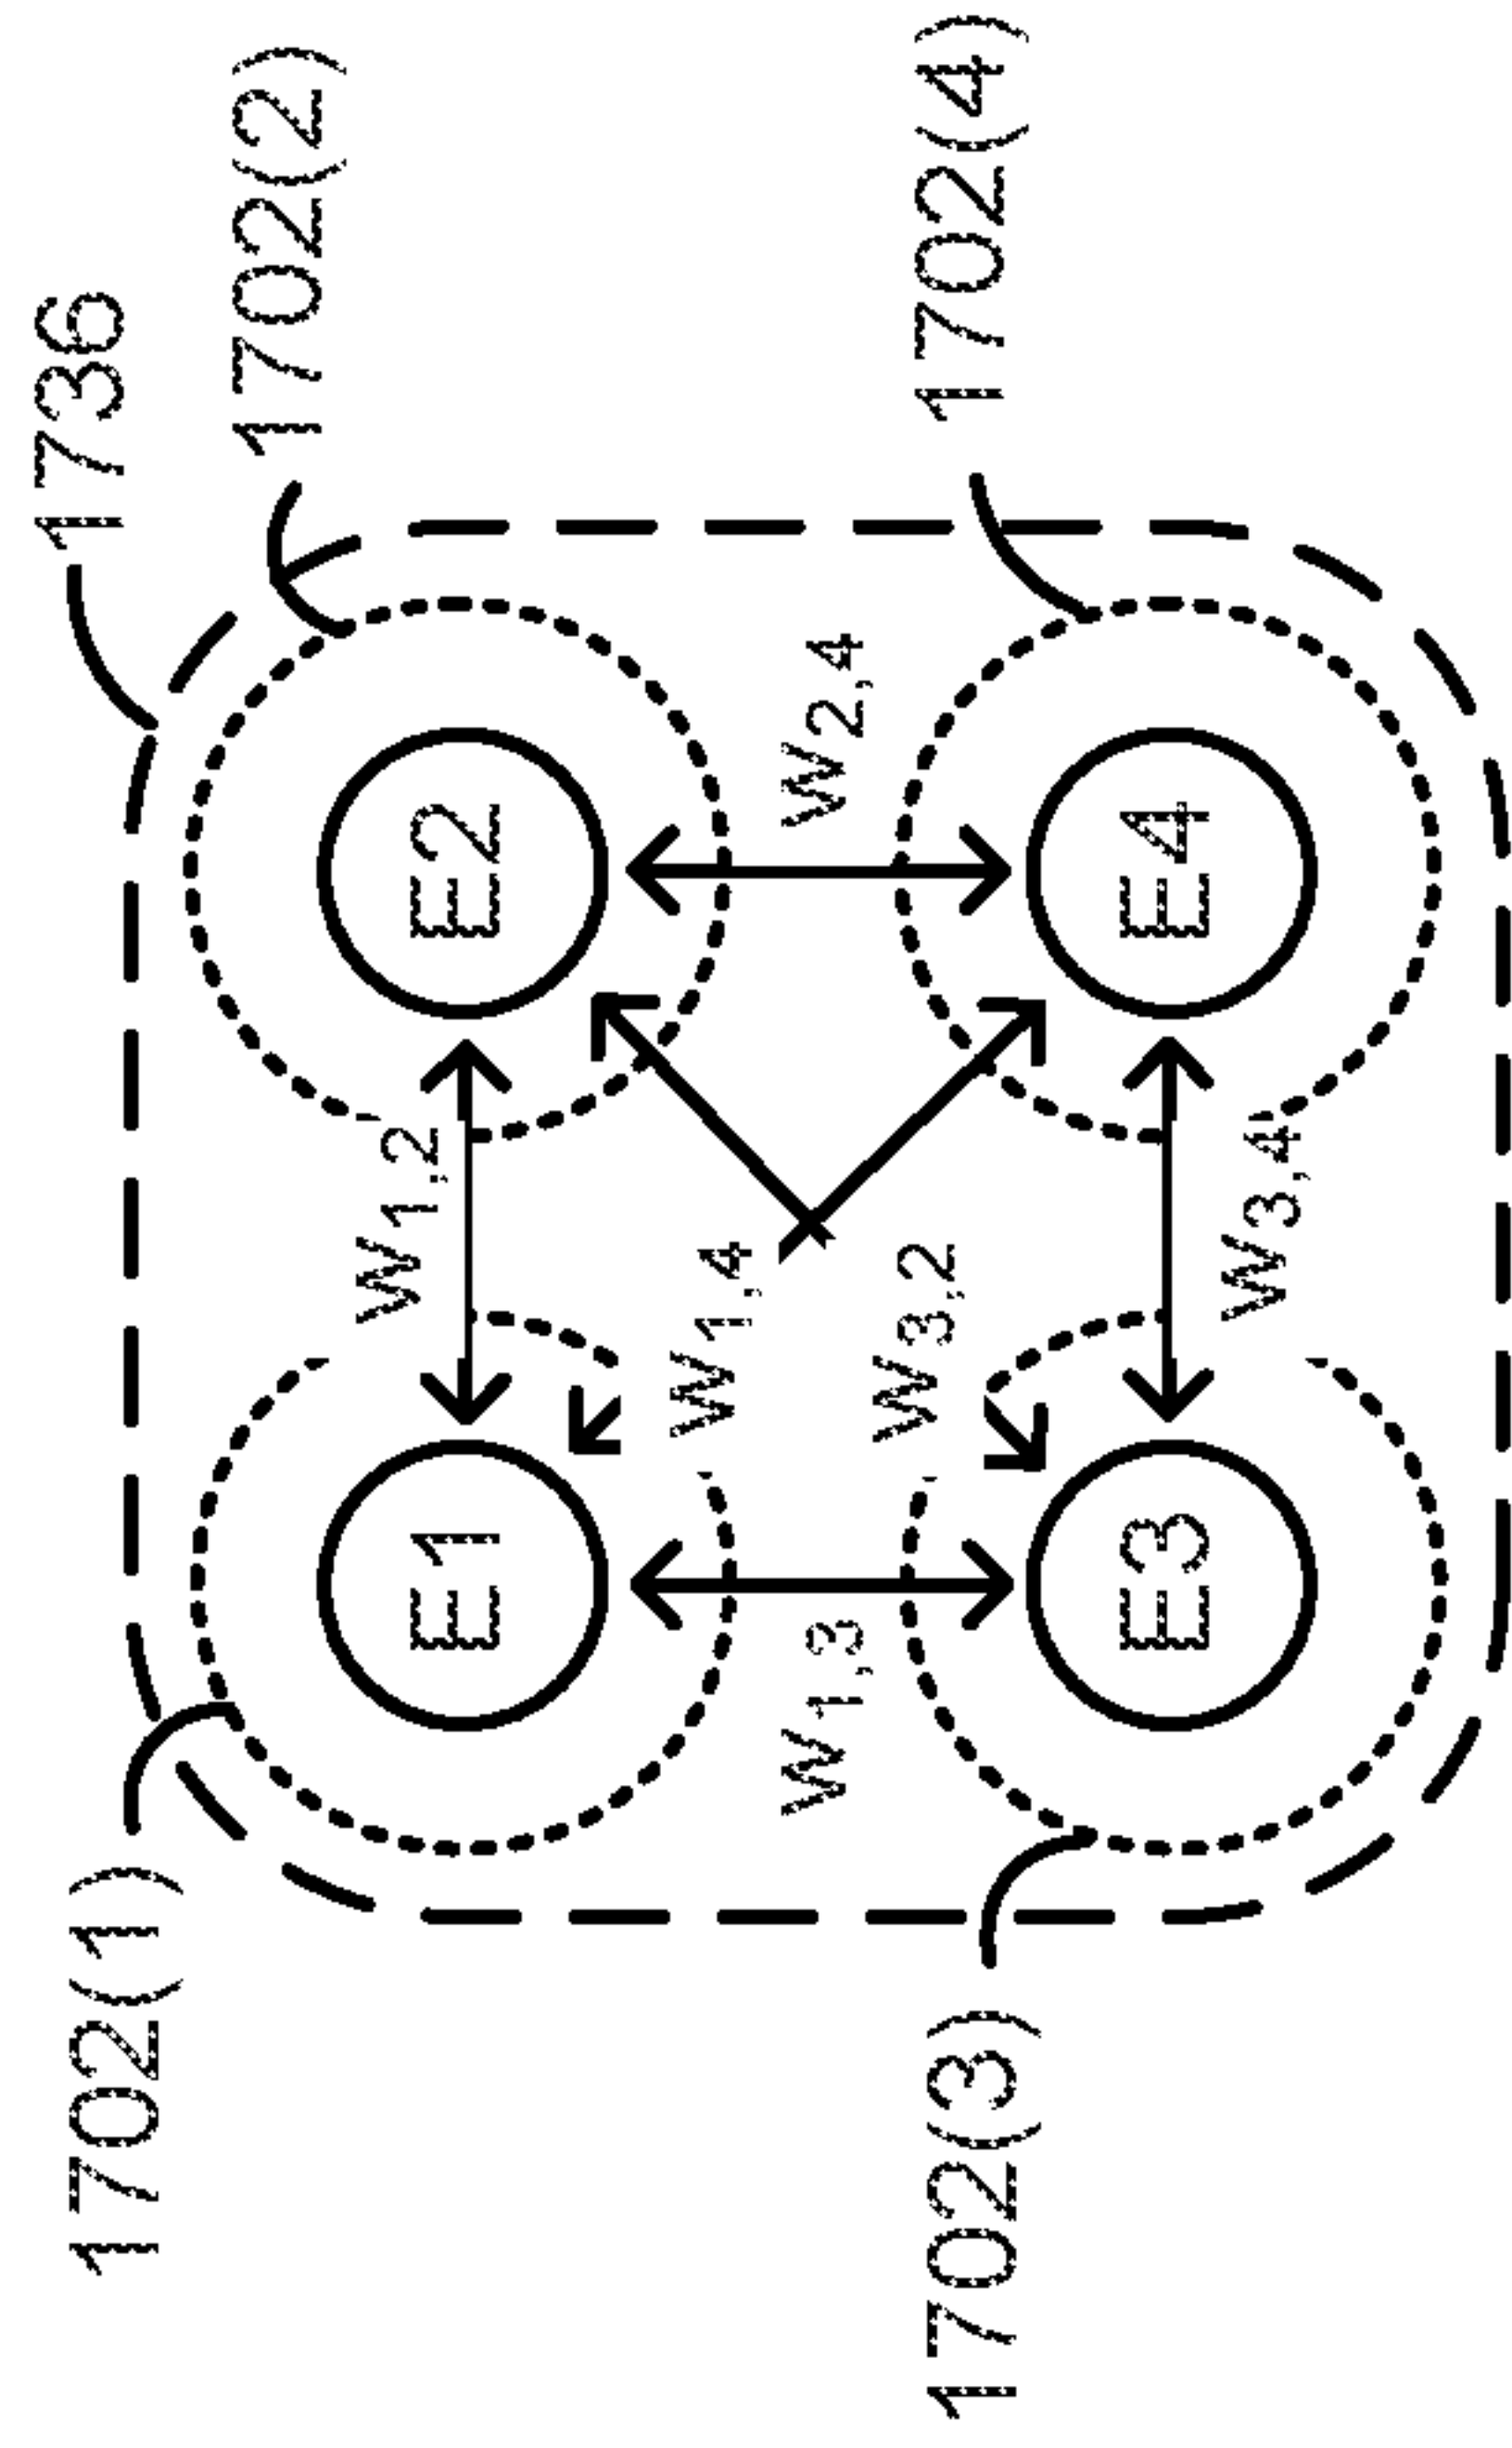 1736
1702(1)
1702(2)
W1,2
E1
E2
W1,4
W1,3
W2,4
W3,2
1702(3)
1702(4)
E3
E4
W3,4